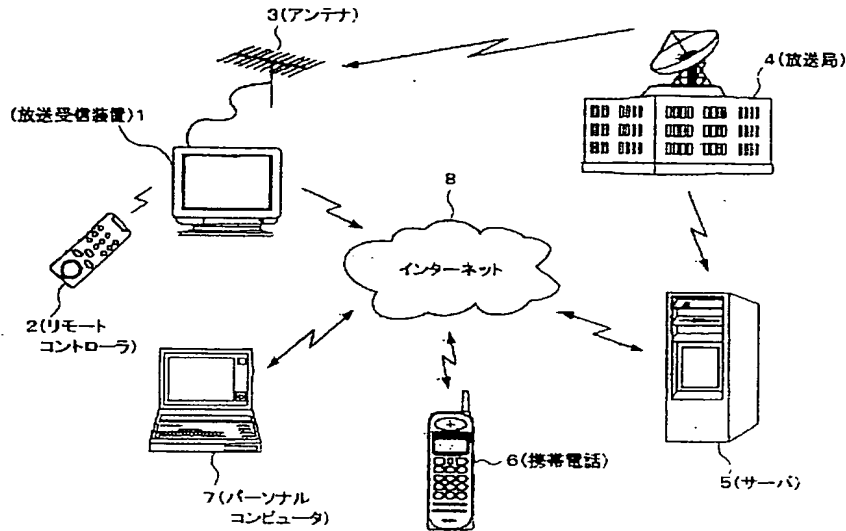 3(アンテナ)
4(放送局)
(放送受信装置)1
8
インターネット
2(リモート
コントローラ)
7(パーソナル
コンピュータ)
6(携帯電話)
5(サーバ)